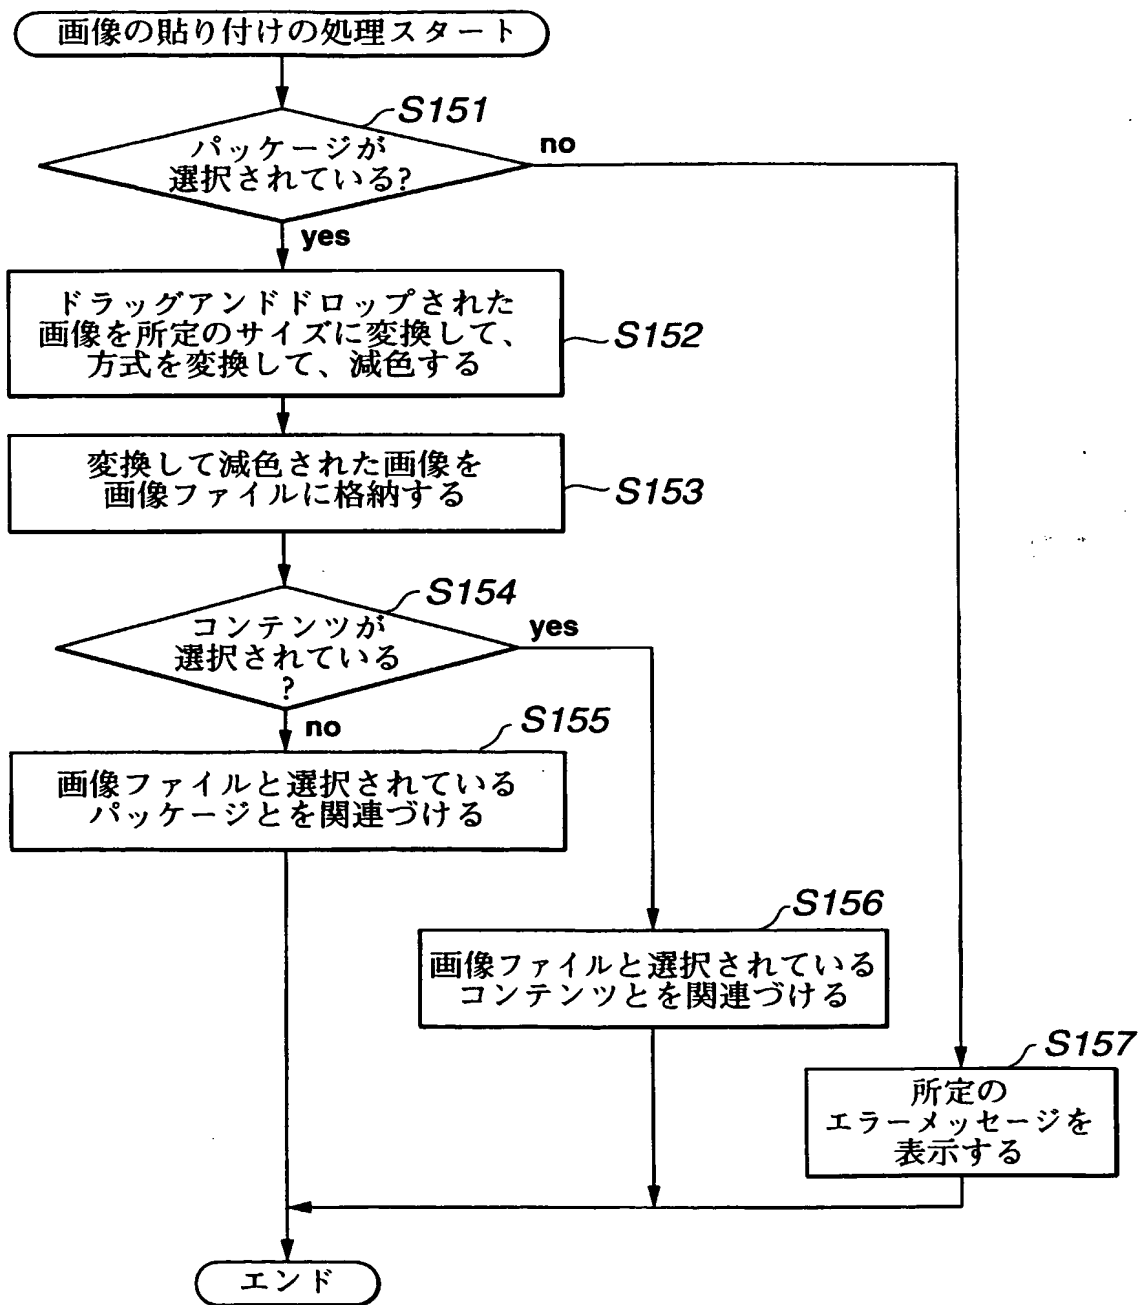 画像の貼り付けの処理スタート
S151
パッケージが
選択されている?
no
yes
ドラッグアンドドロップされた
画像を所定のサイズに変換して、
方式を変換して、減色する
S152
変換して減色された画像を
画像ファイルに格納する
S153
S154
コンテンツが
選択されている
?
yes
no
S155
画像ファイルと選択されている
パッケージとを関連づける
S156
画像ファイルと選択されている
コンテンツとを関連づける
S157
所定の
エラーメッセージを
表示する
エンド